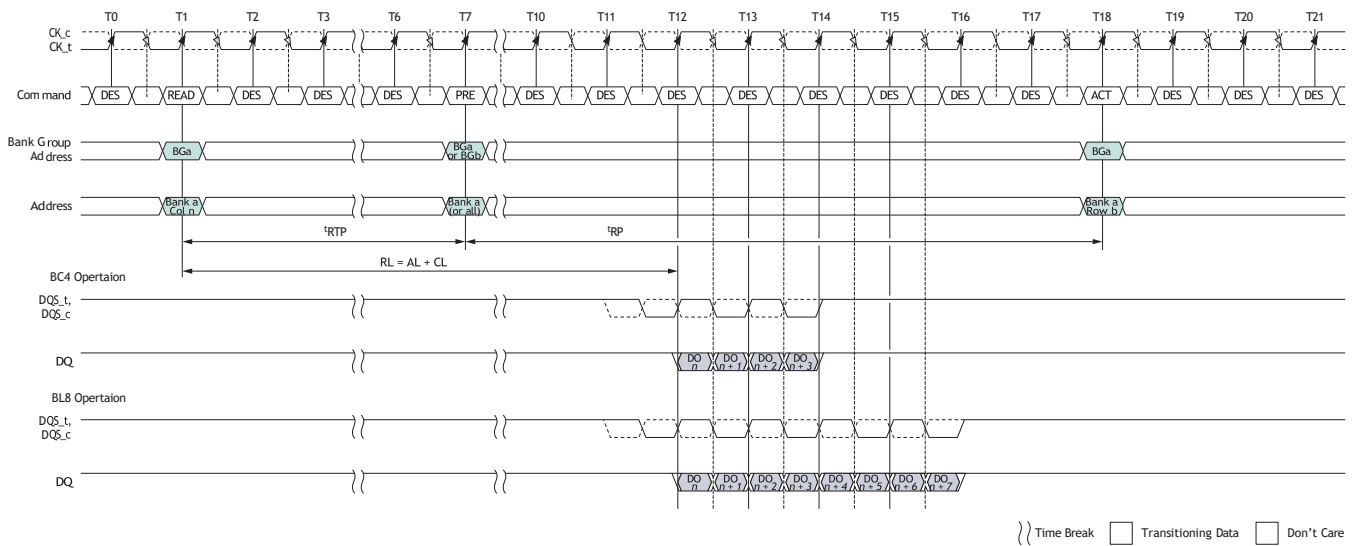 T0 T1 T2 T3 T6 T7 T10 T11 T12 T13 T14 T15 T16 T17 T18 T19 T20 T21
CK_c
CK_t
Command DES READ DES DES DES PRE DES DES DES DES DES DES DES DES ACT DES DES DES
Bank Group
Address
BGa
BGa
or BGb
BGa
Address
Bank a
Col n
Bank a
(or all)
Bank a
Row b
tRTP
tRP
RL = AL + CL
BC4 Opertaion
DQS_t,
DQS_c
DQ
DO
n
DO
n + 1
DO
n + 2
DO
n + 3
BL8 Opertaion
DQS_t,
DQS_c
DQ
DO
n
DO
n + 1
DO
n + 2
DO
n + 3
DO
n + 4
DO
n + 5
DO
n + 6
DO
n + 7
Time Break Transitioning Data Don't Care